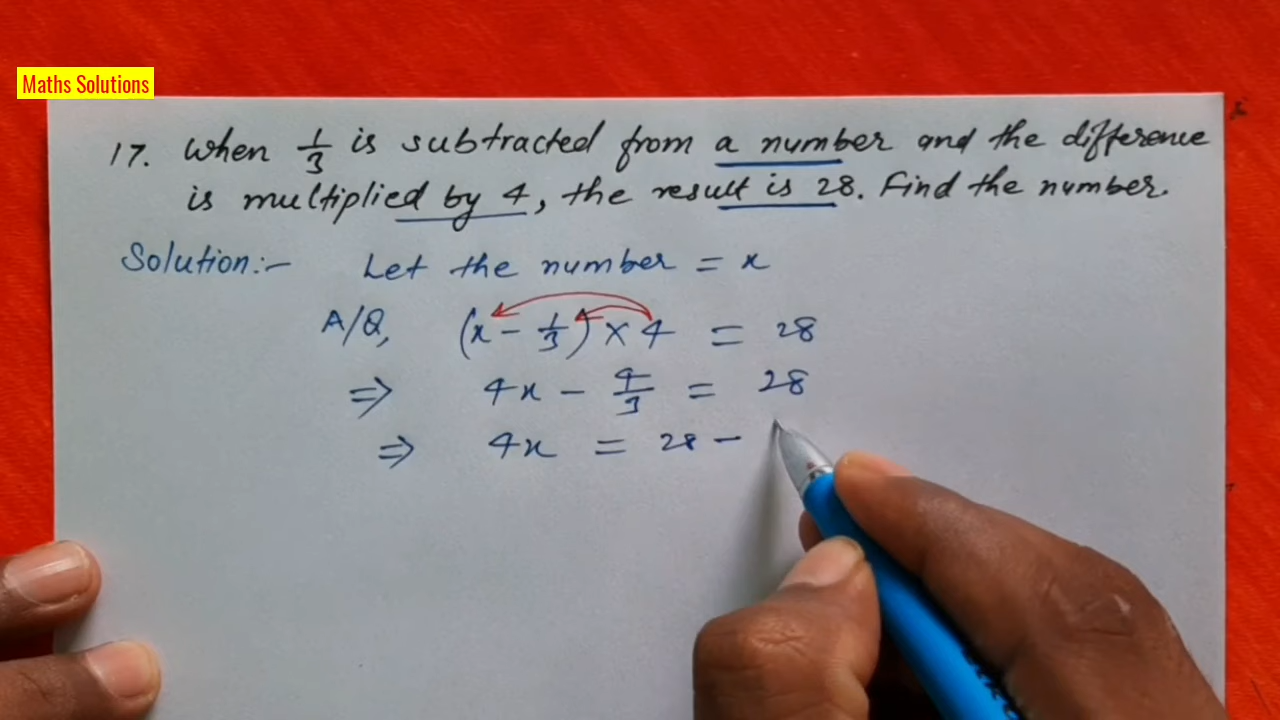 Maths Solutions
17. When 1/3 is subtracted from a number and the difference
is multiplied by 4, the result is 28. Find the number.
Solution:- Let the number = x
A/Q, (x - 1/3) × 4 = 28
⇒ 4x - 4/3 = 28
⇒ 4x = 28 -